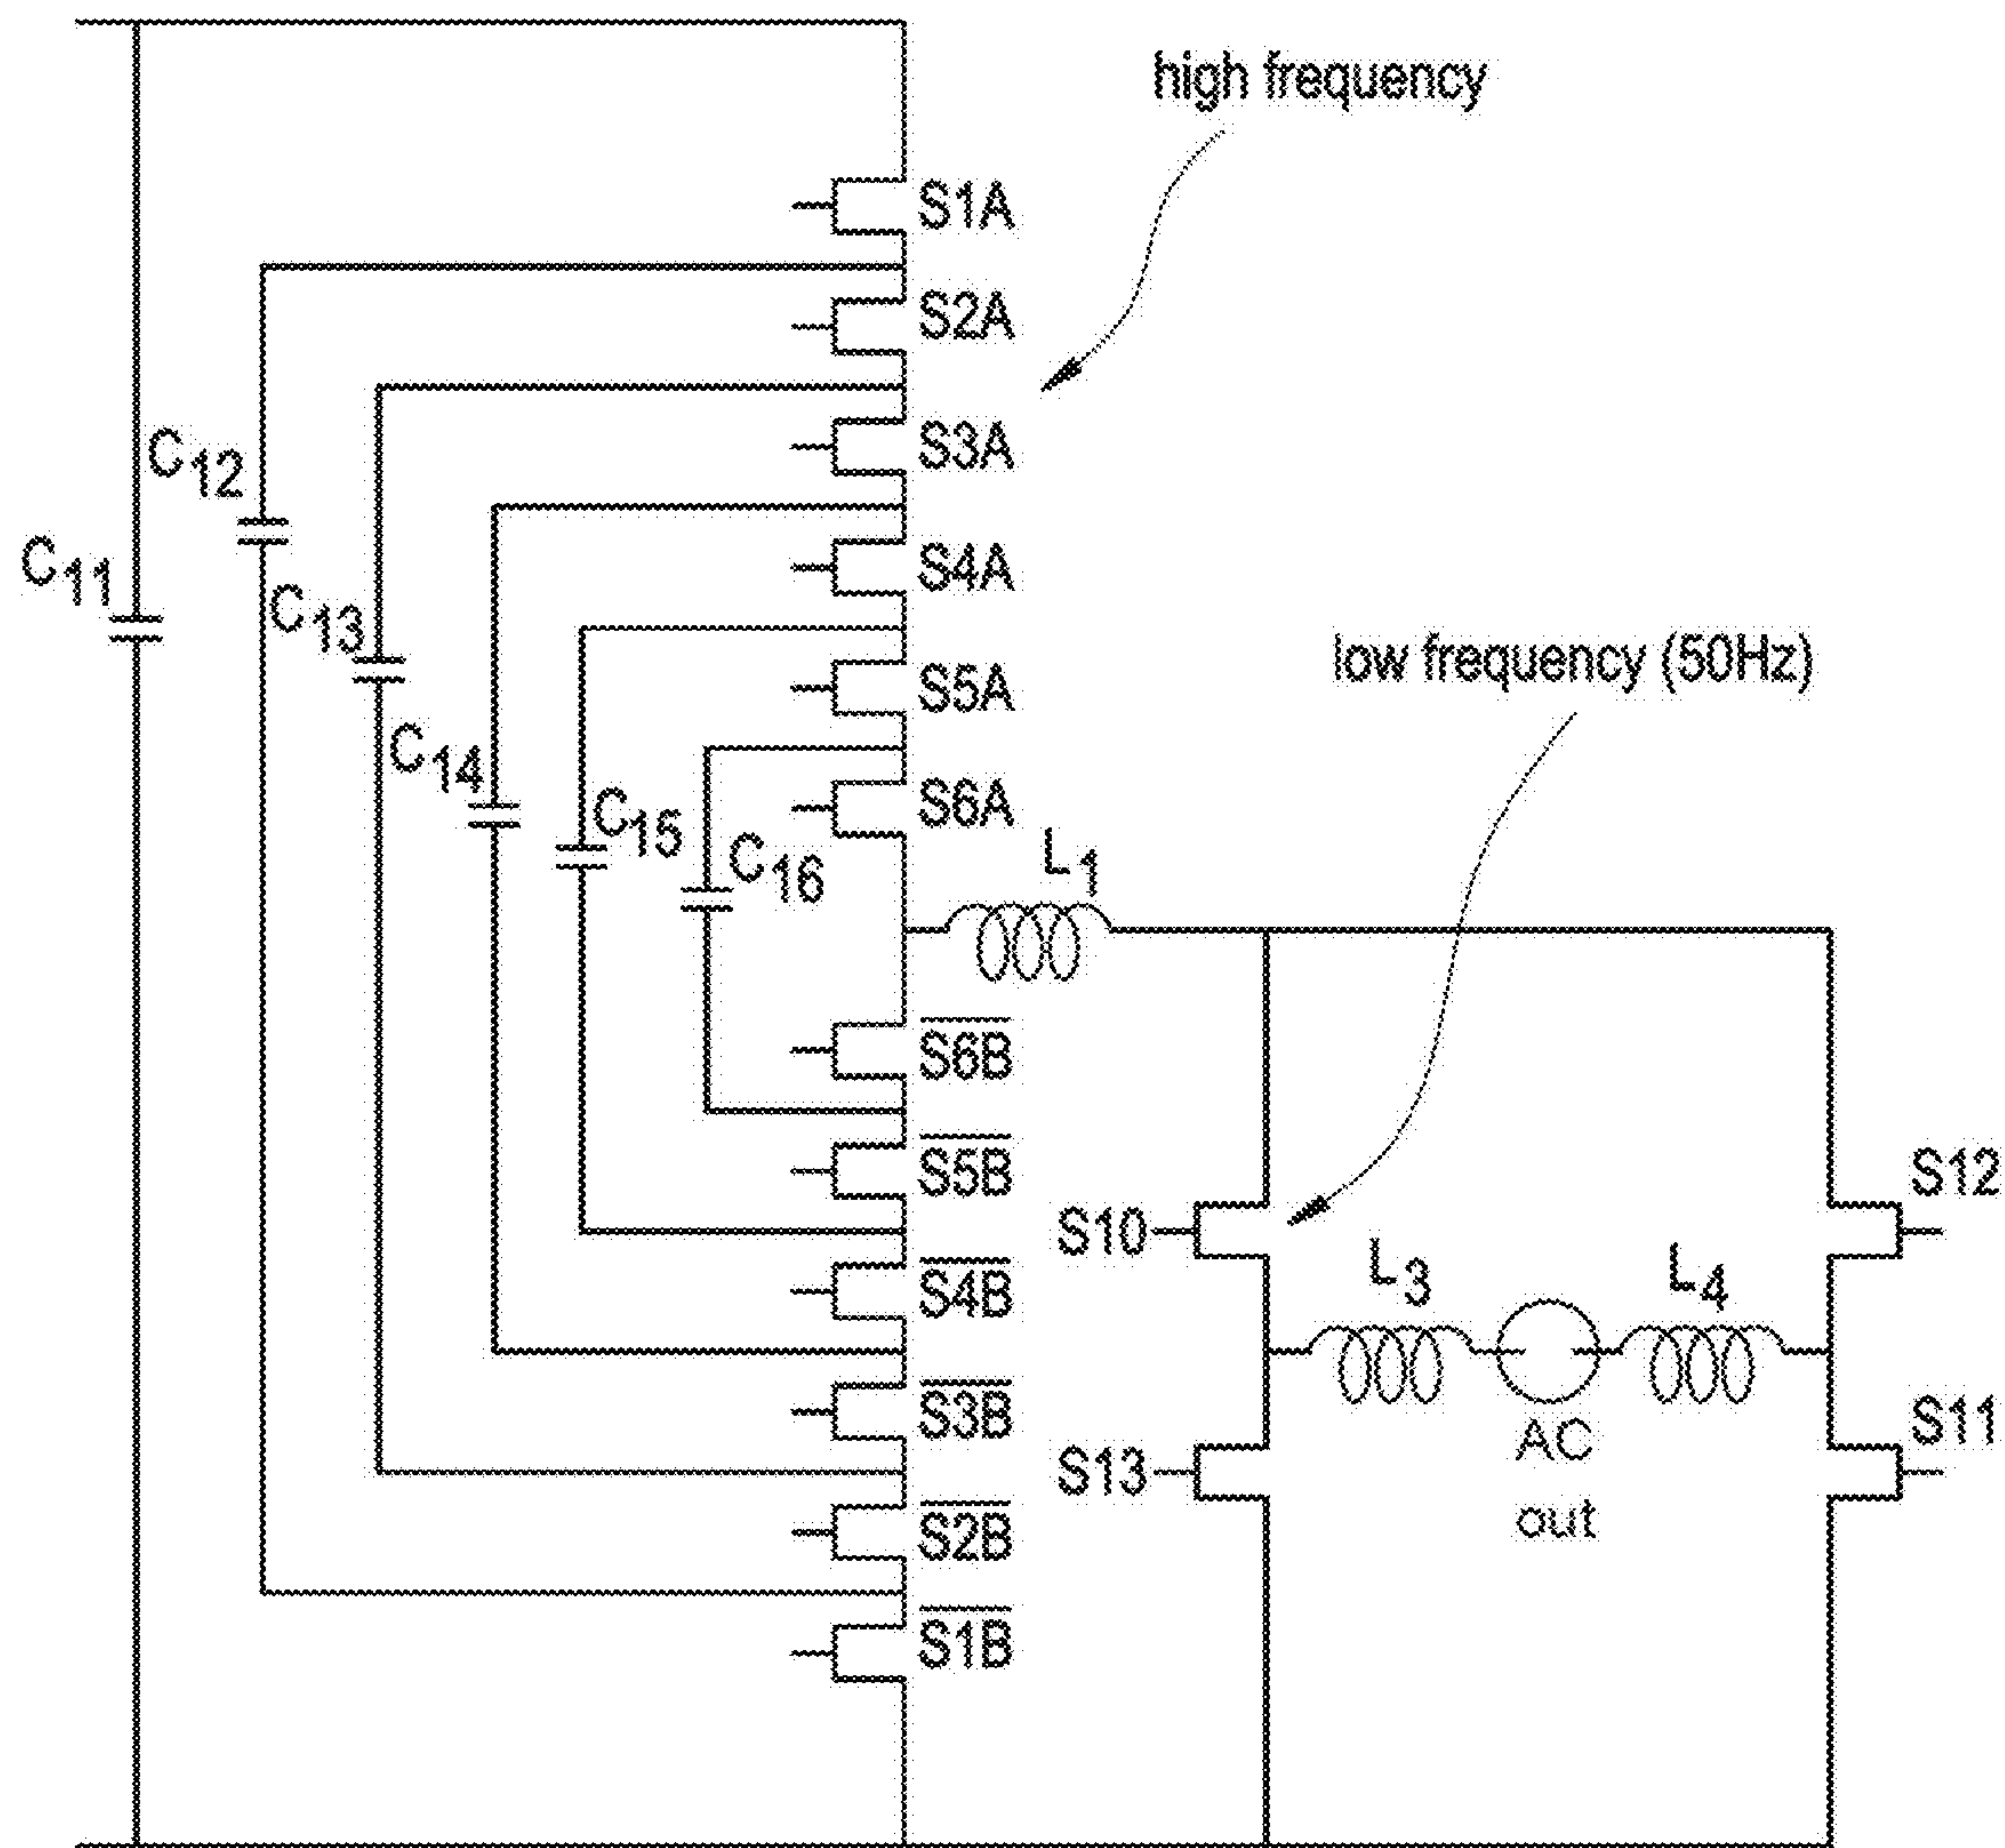 high frequency
S1A
S2A
C12
S3A
C11
S4A
C13
low frequency (50Hz)
S5A
C14
S6A
C15
C16
L1
S6B
S5B
S12
S10
L3
L4
S4B
S3B
S13
AC
out
S11
S2B
S1B